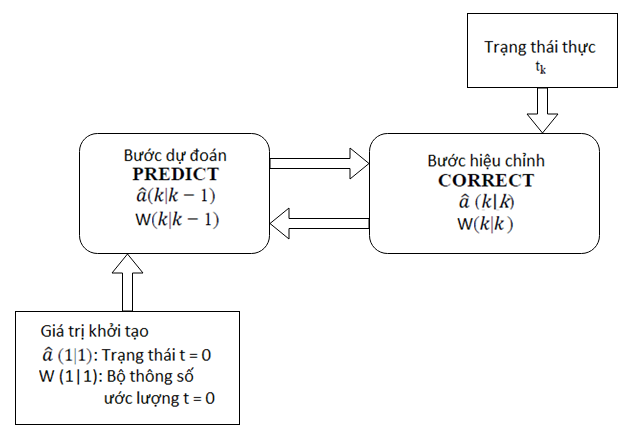 Trạng thái thực
tk
Bước dự đoán
PREDICT
â(k|k − 1)
W(k|k − 1)
Bước hiệu chỉnh
CORRECT
â (k|k)
W(k|k )
Giá trị khởi tạo
â (1|1): Trạng thái t = 0
W (1|1): Bộ thông số
ước lượng t = 0